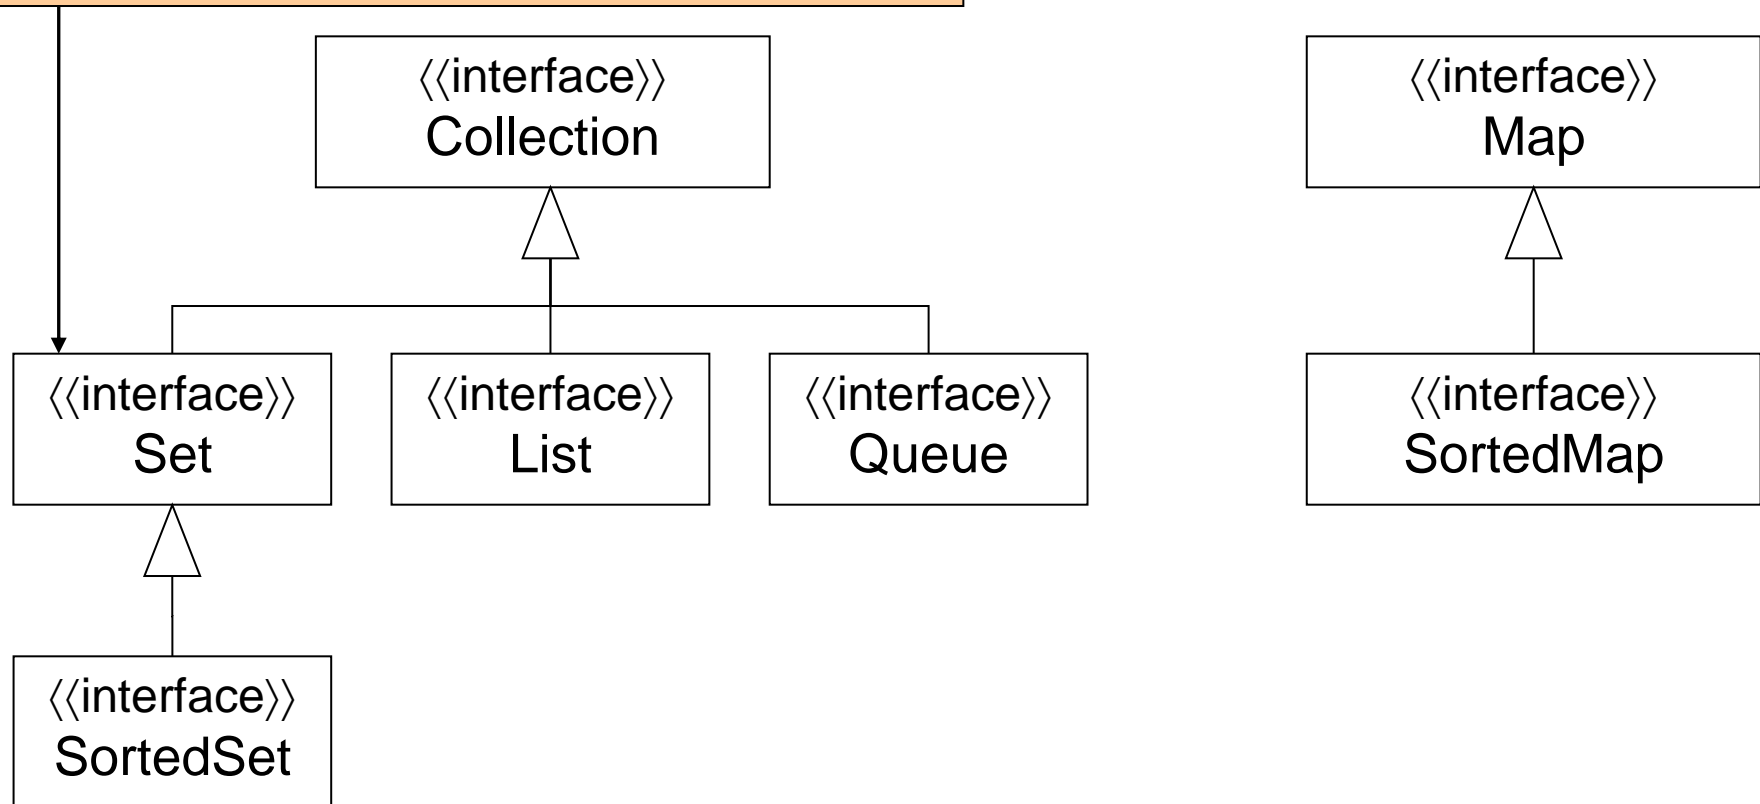 〈〈interface〉〉
Collection
〈〈interface〉〉
Map
〈〈interface〉〉
Set
〈〈interface〉〉
List
〈〈interface〉〉
Queue
〈〈interface〉〉
SortedMap
〈〈interface〉〉
SortedSet